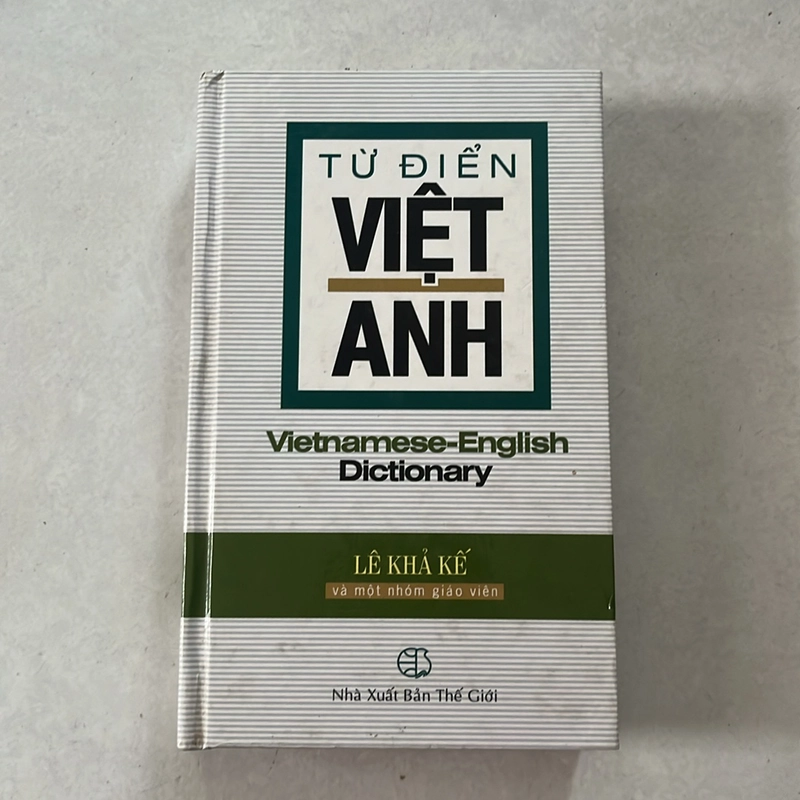 TỪ ĐIỂN
VIỆT
ANH
Vietnamese-English
Dictionary
LÊ KHẢ KẾ
và một nhóm giáo viên
Nhà Xuất Bản Thế Giới